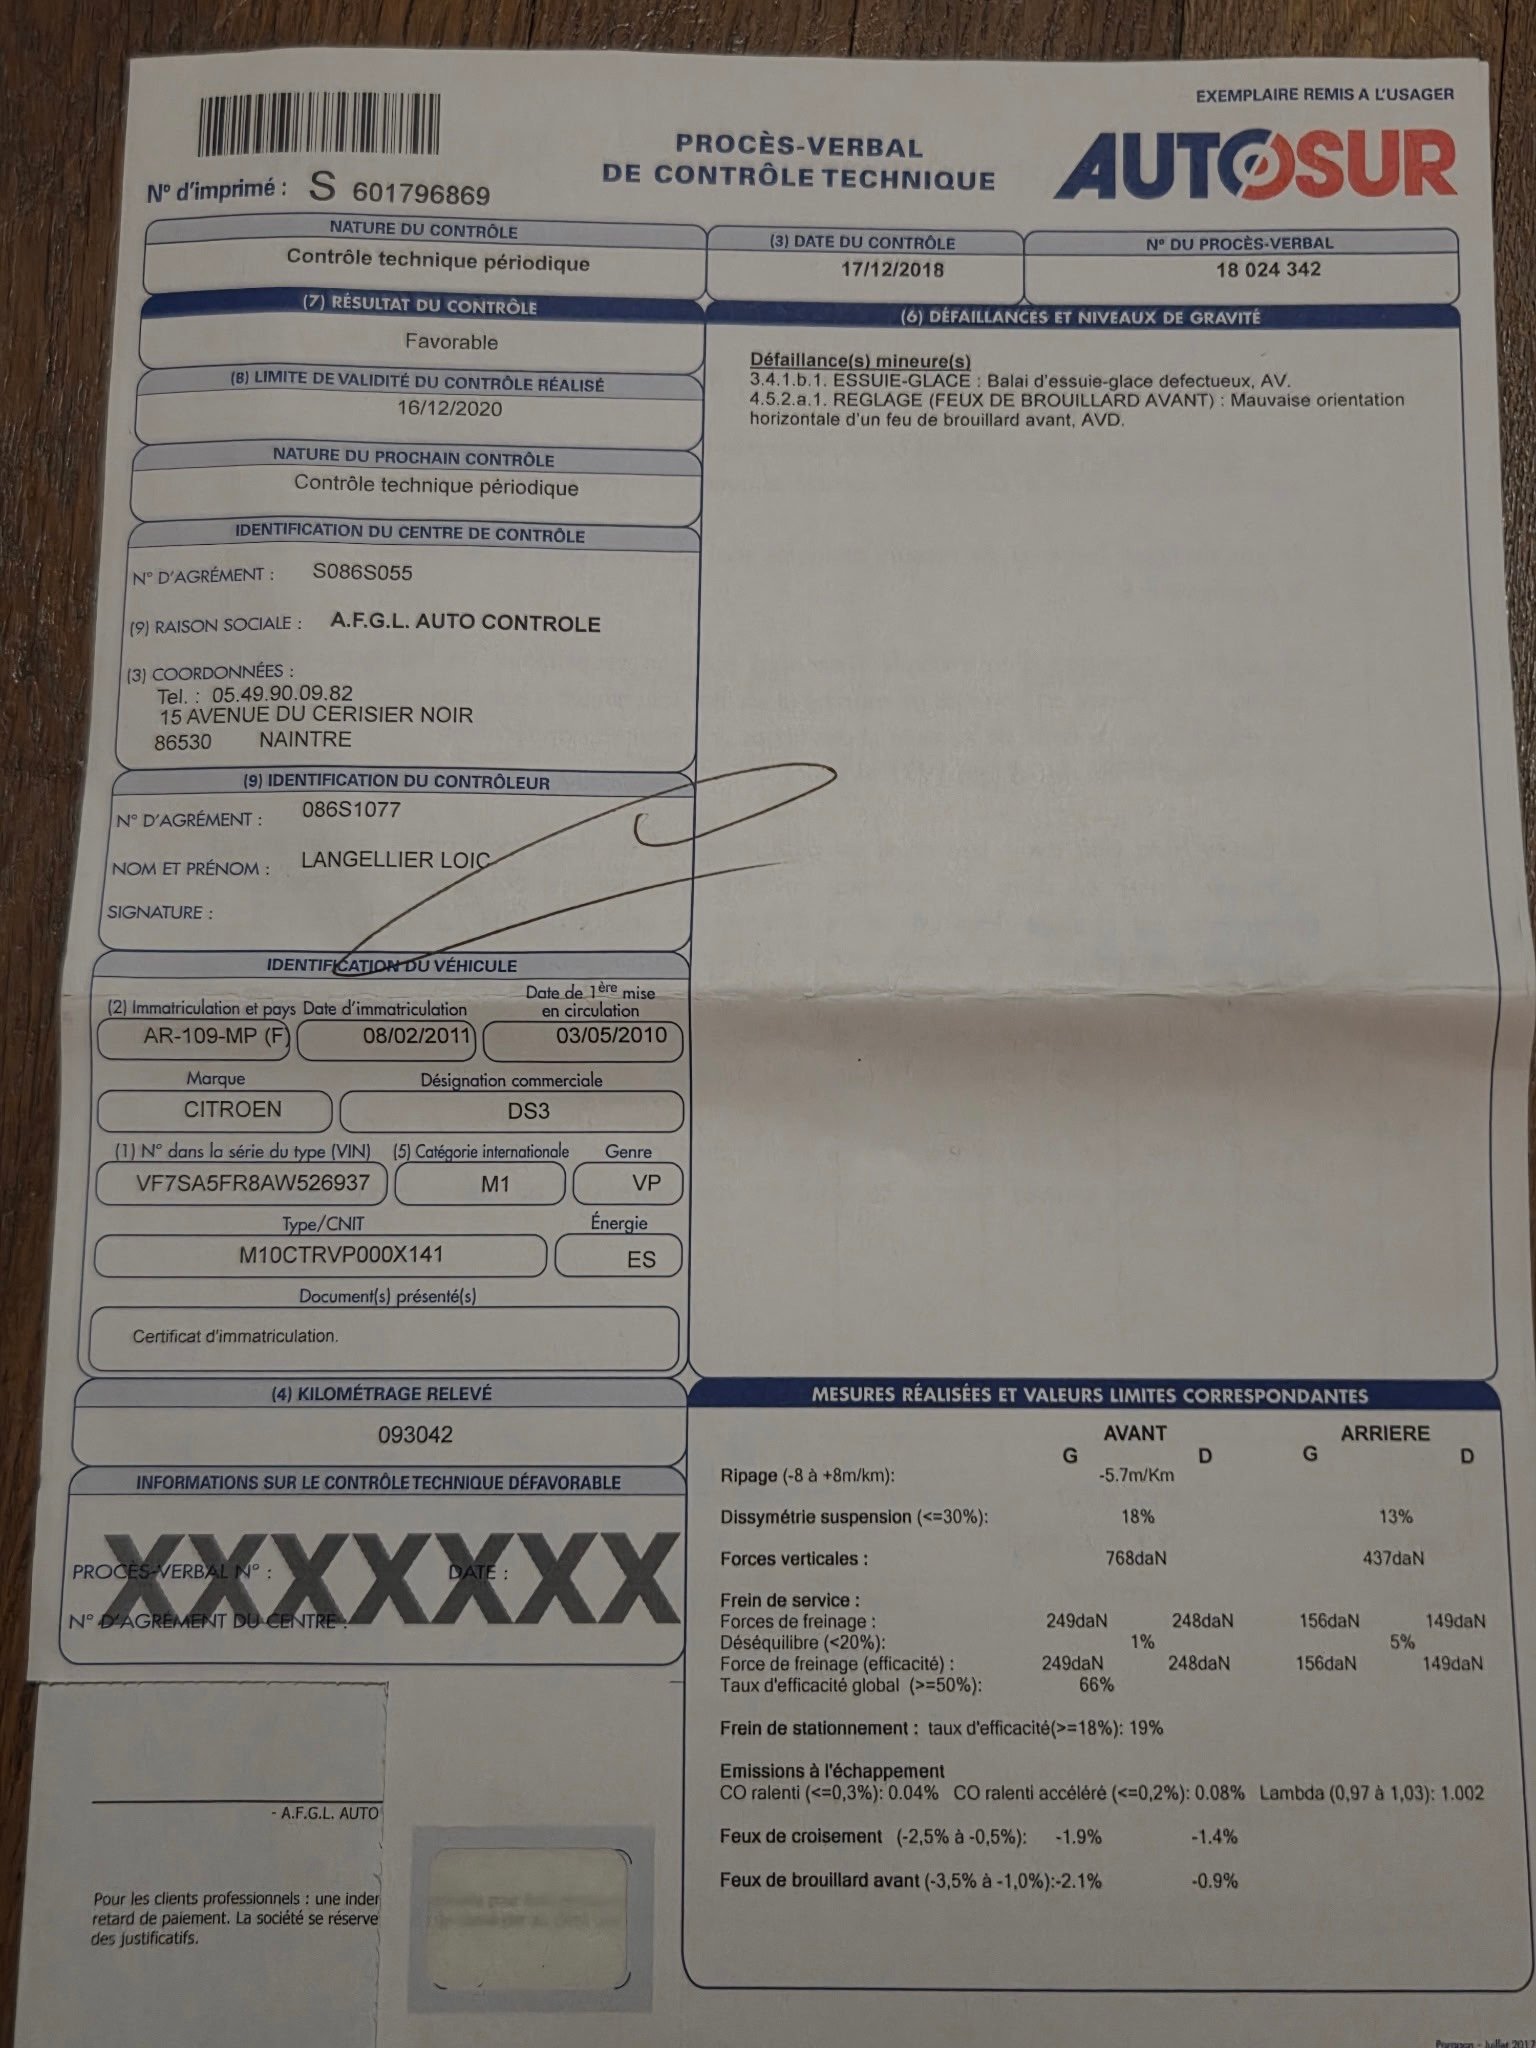 EXEMPLAIRE REMIS A L'USAGER
PROCÈS-VERBAL
DE CONTRÔLE TECHNIQUE
AUTOSUR
N° d'imprimé : S 601796869
NATURE DU CONTRÔLE
Contrôle technique périodique
(3) DATE DU CONTRÔLE
17/12/2018
N° DU PROCÈS-VERBAL
18 024 342
(7) RÉSULTAT DU CONTRÔLE
Favorable
(8) LIMITE DE VALIDITÉ DU CONTRÔLE RÉALISÉ
16/12/2020
NATURE DU PROCHAIN CONTRÔLE
Contrôle technique périodique
IDENTIFICATION DU CENTRE DE CONTRÔLE
N° D'AGRÉMENT : S086S055
(9) RAISON SOCIALE : A.F.G.L. AUTO CONTROLE
(3) COORDONNÉES :
Tel. : 05.49.90.09.82
15 AVENUE DU CERISIER NOIR
86530 NAINTRE
(9) IDENTIFICATION DU CONTRÔLEUR
N° D'AGRÉMENT : 086S1077
NOM ET PRÉNOM : LANGELLIER LOIC
SIGNATURE :
IDENTIFICATION DU VÉHICULE
(2) Immatriculation et pays
AR-109-MP (F)
Date d'immatriculation
08/02/2011
Date de 1ère mise
en circulation
03/05/2010
Marque
CITROEN
Désignation commerciale
DS3
(1) N° dans la série du type (VIN)
VF7SA5FR8AW526937
(5) Catégorie internationale
M1
Genre
VP
Type/CNIT
M10CTRVP000X141
Énergie
ES
Document(s) présenté(s)
Certificat d'immatriculation.
(4) KILOMÉTRAGE RELEVÉ
093042
INFORMATIONS SUR LE CONTRÔLE TECHNIQUE DÉFAVORABLE
XXXXXXX
PROCÈS-VERBAL N° : DATE :
N° D'AGRÉMENT DU CENTRE :
(6) DÉFAILLANCES ET NIVEAUX DE GRAVITÉ
Défaillance(s) mineure(s)
3.4.1.b.1. ESSUIE-GLACE : Balai d'essuie-glace defectueux, AV.
4.5.2.a.1. REGLAGE (FEUX DE BROUILLARD AVANT) : Mauvaise orientation
horizontale d'un feu de brouillard avant, AVD.
MESURES RÉALISÉES ET VALEURS LIMITES CORRESPONDANTES
AVANT ARRIERE
G D G D
Ripage (-8 à +8m/km): -5.7m/Km
Dissymétrie suspension (<=30%): 18% 13%
Forces verticales : 768daN 437daN
Frein de service :
Forces de freinage : 249daN 248daN 156daN 149daN
Déséquilibre (<20%): 1% 5%
Force de freinage (efficacité) : 249daN 248daN 156daN 149daN
Taux d'efficacité global (>=50%): 66%
Frein de stationnement : taux d'efficacité(>=18%): 19%
Emissions à l'échappement
CO ralenti (<=0,3%): 0.04% CO ralenti accéléré (<=0,2%): 0.08% Lambda (0,97 à 1,03): 1.002
Feux de croisement (-2,5% à -0,5%): -1.9% -1.4%
Feux de brouillard avant (-3,5% à -1,0%):-2.1% -0.9%
- A.F.G.L. AUTO
Pour les clients professionnels : une inder
retard de paiement. La société se réserve
des justificatifs.